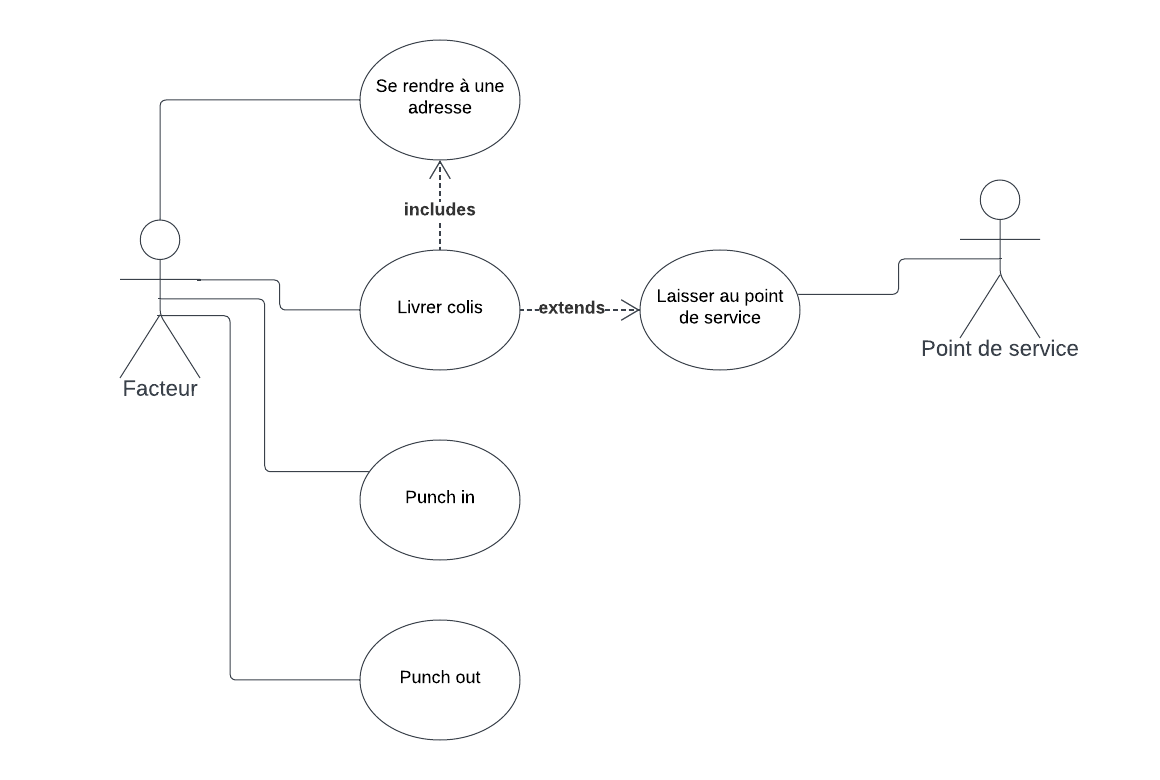 Se rendre à une
adresse
includes
Livrer colis
extends
Laisser au point
de service
Point de service
Facteur
Punch in
Punch out